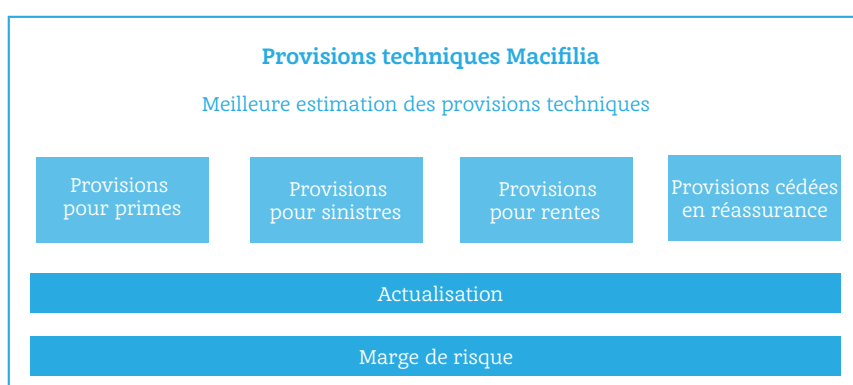 Provisions techniques Macifilia
Meilleure estimation des provisions techniques
Provisions
pour primes
Provisions
pour sinistres
Provisions
pour rentes
Provisions cédées
en réassurance
Actualisation
Marge de risque